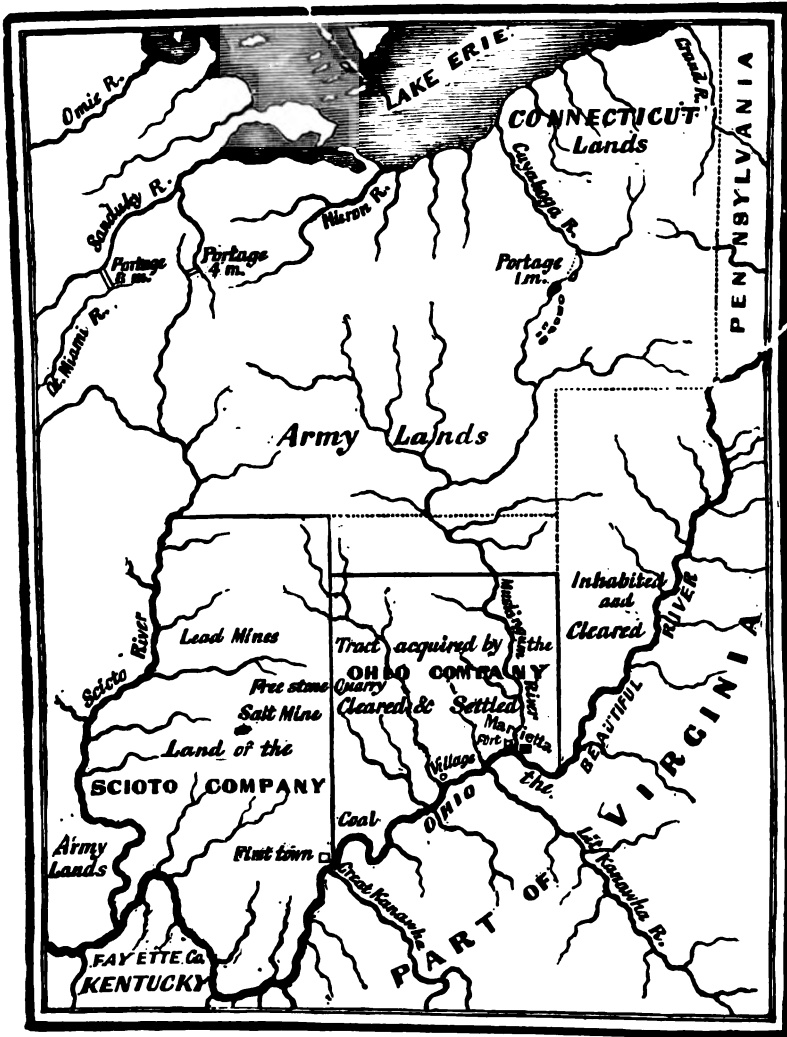 LAKE ERIE.
Grand R.
Omie R.
CONNECTICUT
Lands
PENNSYLVANIA
Cayahoga R.
Sandusky R.
Huron R.
Portage
4 m.
Portage
8 m.
Portage
1 m.
Gt. Miami R.
Army Lands
Inhabited
and
Cleared
Muskingum River
Lead Mines
Tract acquired by the
OHIO COMPANY
Scioto River
Free stone Quarry
Salt Mine
Cleared & Settled
Marrietta
Fort
Land of the
SCIOTO COMPANY
Village
OHIO the BEAUTIFUL RIVER
Coal
Army
Lands
First town
Great Kanawha
Lit. Kanawha R.
PART OF VIRGINIA
FAYETTE Co.
KENTUCKY